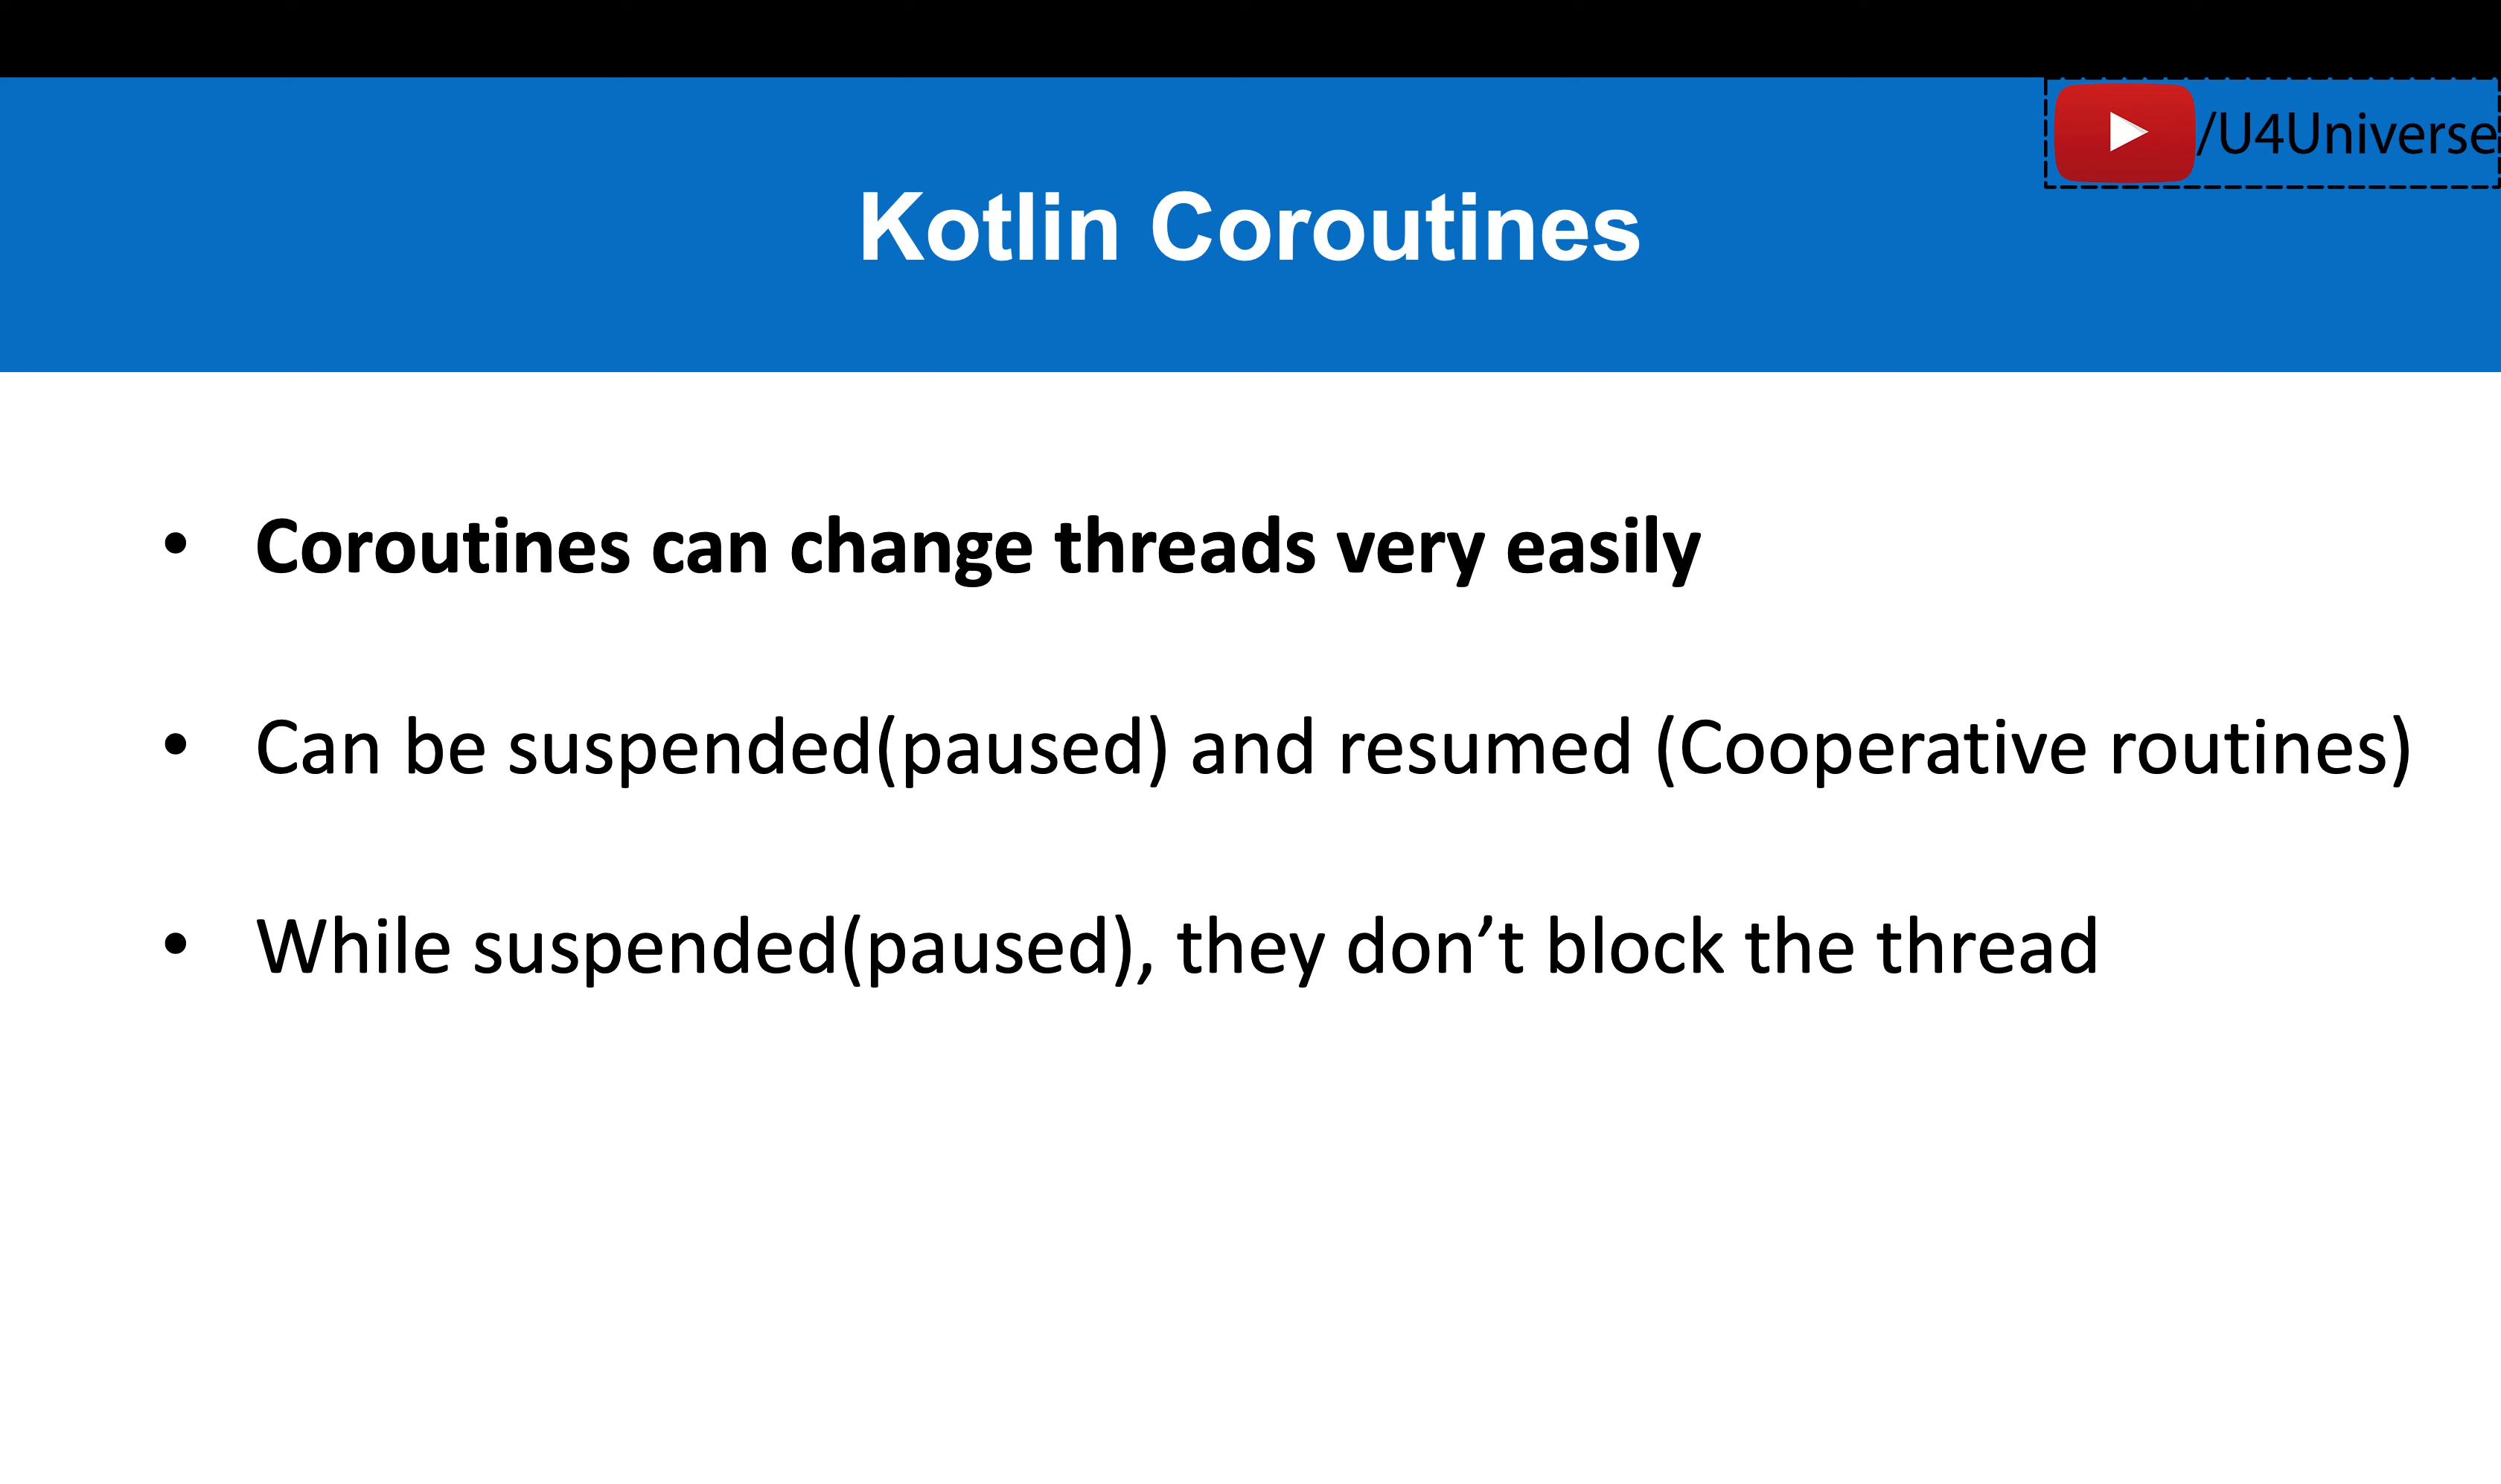 /U4Universe
Kotlin Coroutines
• Coroutines can change threads very easily
• Can be suspended(paused) and resumed (Cooperative routines)
• While suspended(paused), they don’t block the thread